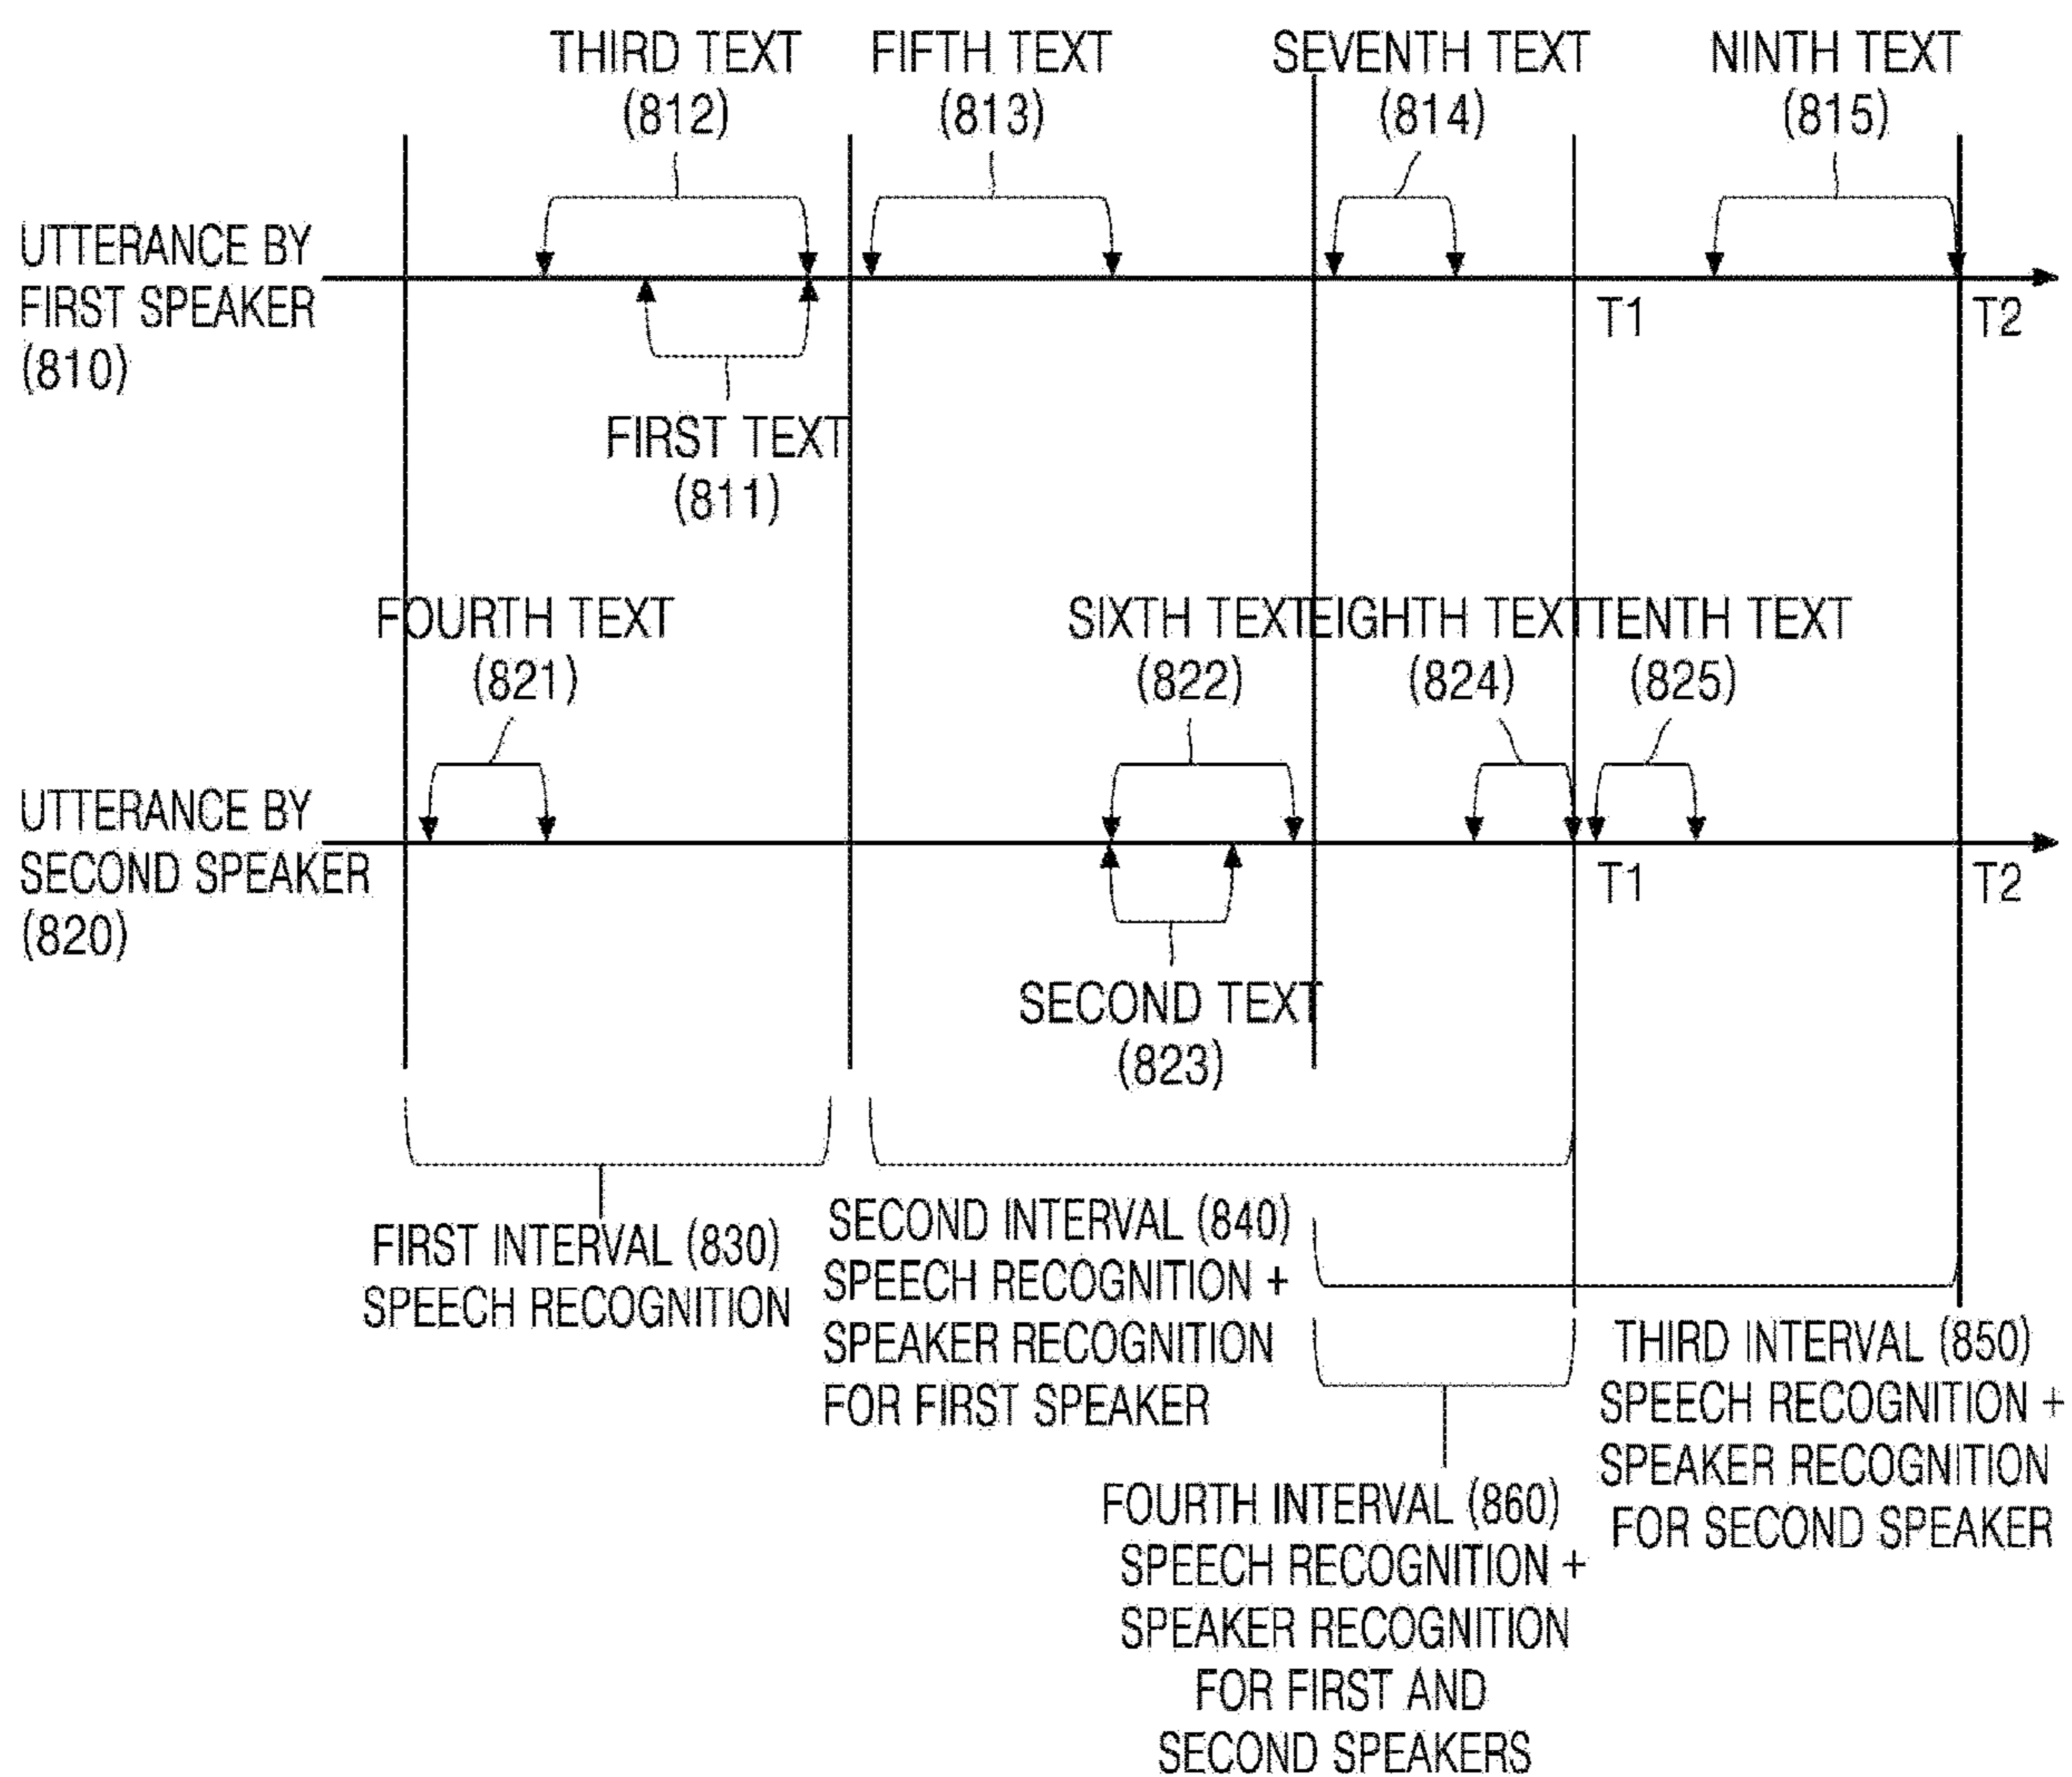 THIRD TEXT
(812)
FIFTH TEXT
(813)
SEVENTH TEXT
(814)
NINTH TEXT
(815)
UTTERANCE BY
FIRST SPEAKER
(810)
T1
T2
FIRST TEXT
(811)
FOURTH TEXT
(821)
SIXTH TEXT
(822)
EIGHTH TEXT
(824)
TENTH TEXT
(825)
UTTERANCE BY
SECOND SPEAKER
(820)
T1
T2
SECOND TEXT
(823)
FIRST INTERVAL (830)
SPEECH RECOGNITION
SECOND INTERVAL (840)
SPEECH RECOGNITION +
SPEAKER RECOGNITION
FOR FIRST SPEAKER
THIRD INTERVAL (850)
SPEECH RECOGNITION +
SPEAKER RECOGNITION
FOR SECOND SPEAKER
FOURTH INTERVAL (860)
SPEECH RECOGNITION +
SPEAKER RECOGNITION
FOR FIRST AND
SECOND SPEAKERS